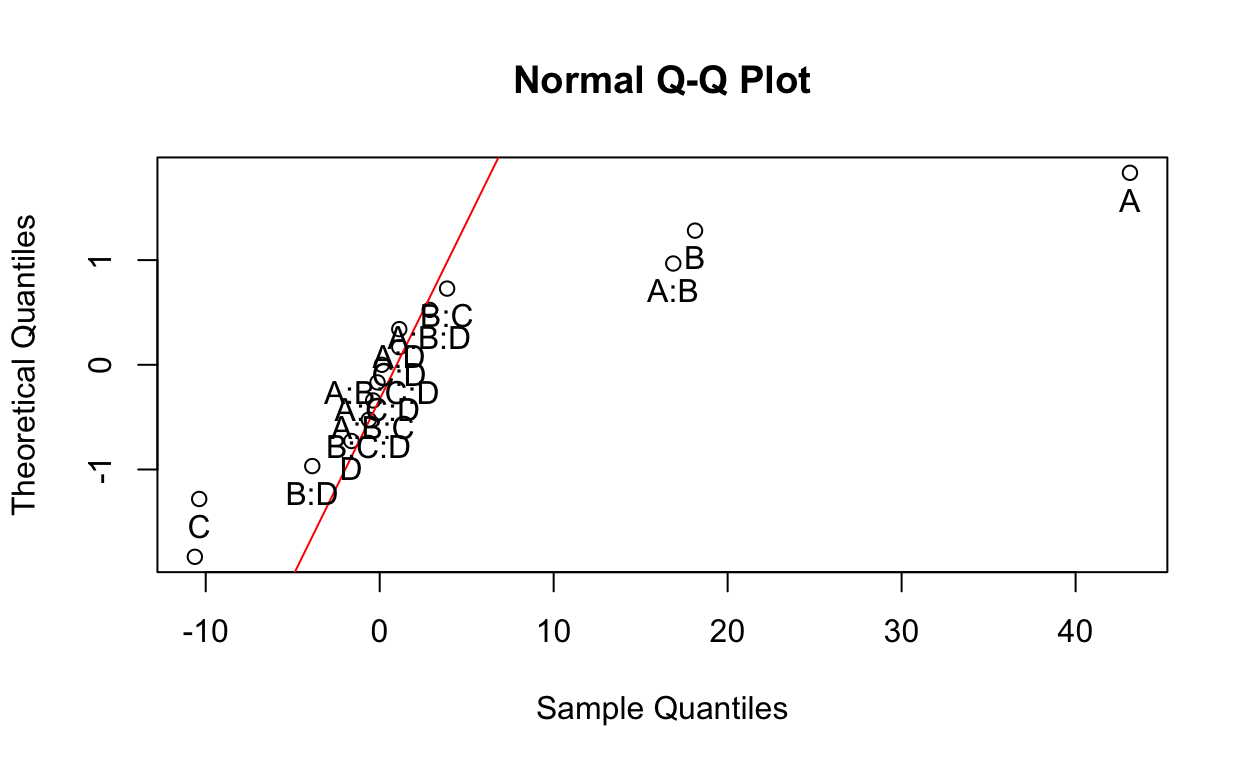 Normal Q-Q Plot
Theoretical Quantiles
1
0
-1
A
B
A:B
B:C
A:B:D
A:D
C:D
A:B:C:D
A:C:D
A:B:C
B:C:D
D
B:D
C
-10 0 10 20 30 40
Sample Quantiles